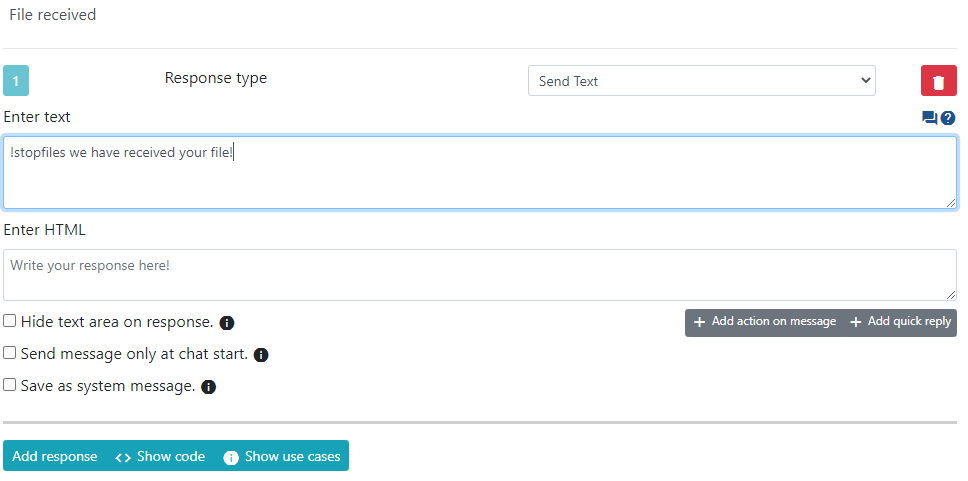 File received
1 Response type Send Text
Enter text
!stopfiles we have received your file!
Enter HTML
Write your response here!
Hide text area on response.
Add action on message Add quick reply
Send message only at chat start.
Save as system message.
Add response Show code Show use cases